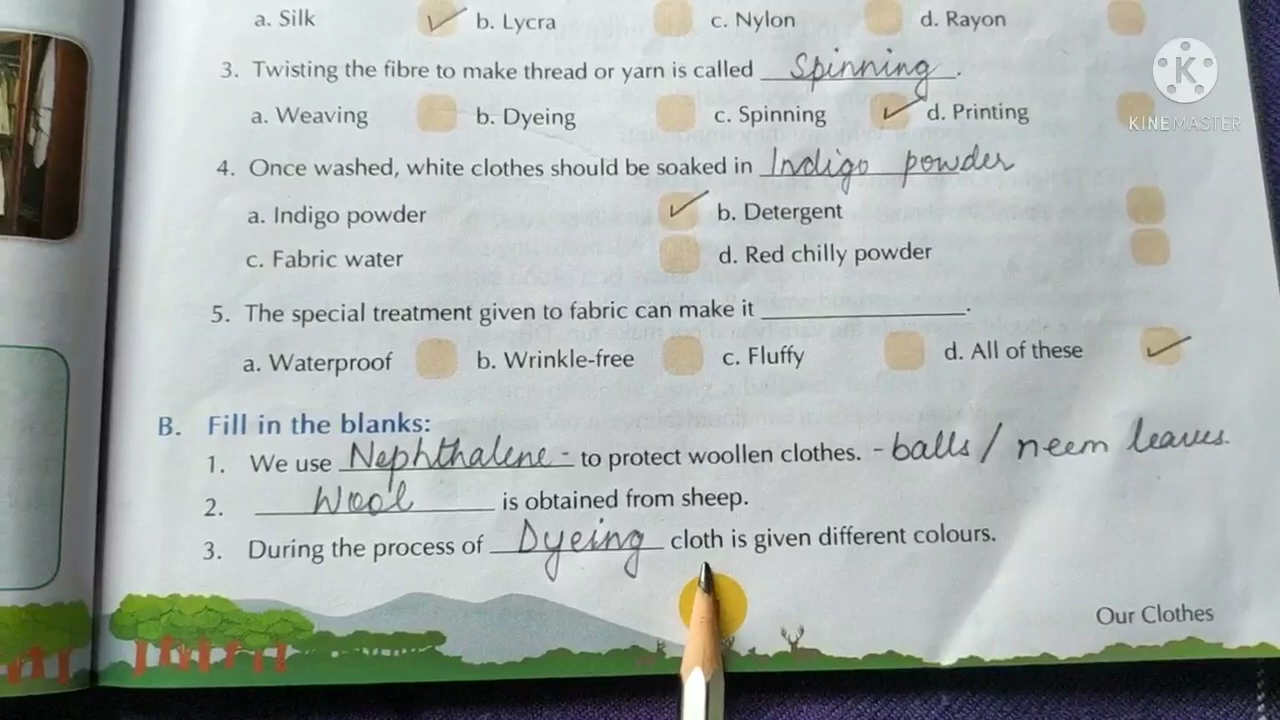 a. Silk ✓ b. Lycra c. Nylon d. Rayon
3. Twisting the fibre to make thread or yarn is called Spinning.
a. Weaving b. Dyeing c. Spinning ✓ d. Printing
4. Once washed, white clothes should be soaked in Indigo powder
a. Indigo powder ✓ b. Detergent
c. Fabric water d. Red chilly powder
5. The special treatment given to fabric can make it ____________.
a. Waterproof b. Wrinkle-free c. Fluffy d. All of these ✓
B. Fill in the blanks:
1. We use Nephthalene - to protect woollen clothes. - balls / neem leaves.
2. Wool is obtained from sheep.
3. During the process of Dyeing cloth is given different colours.
Our Clothes
K
KINEMASTER